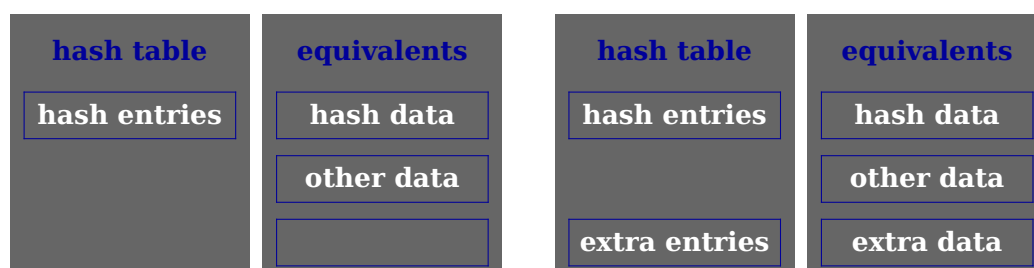 hash table
equivalents
hash entries
hash data
other data
hash table
equivalents
hash entries
hash data
other data
extra entries
extra data